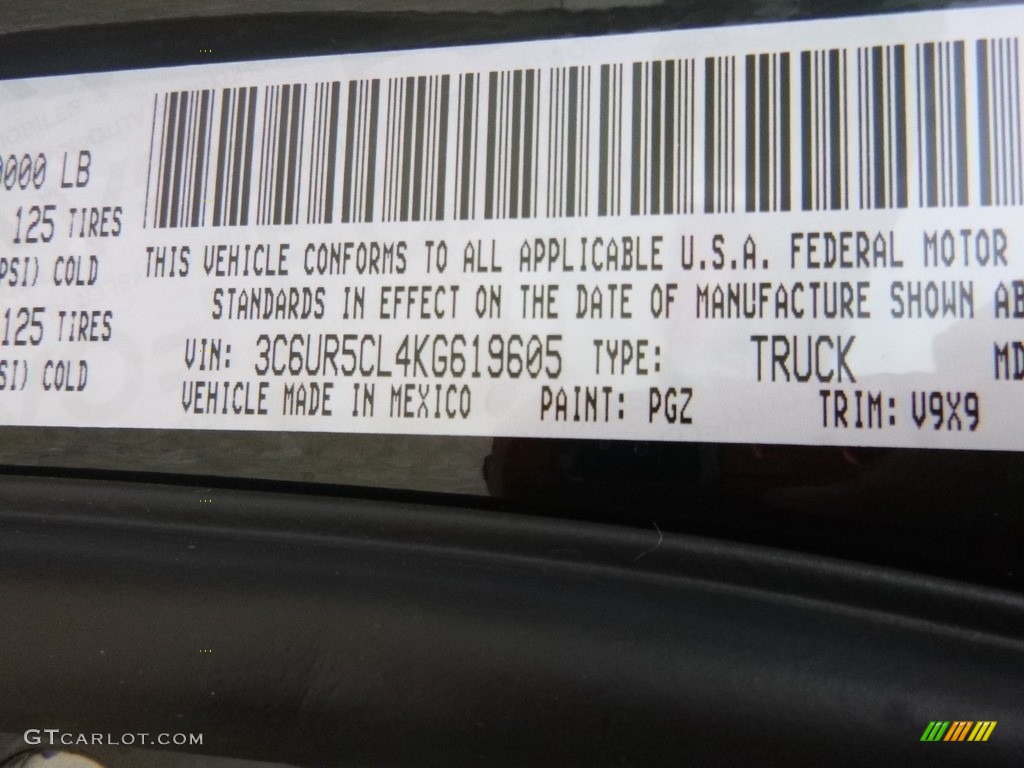 0000 LB
125 TIRES
PSI) COLD
125 TIRES
SI) COLD
THIS VEHICLE CONFORMS TO ALL APPLICABLE U.S.A. FEDERAL MOTOR
STANDARDS IN EFFECT ON THE DATE OF MANUFACTURE SHOWN AB
VIN: 3C6UR5CL4KG619605 TYPE: TRUCK MD
VEHICLE MADE IN MEXICO PAINT: PGZ TRIM: V9X9
GTCARLOT.COM